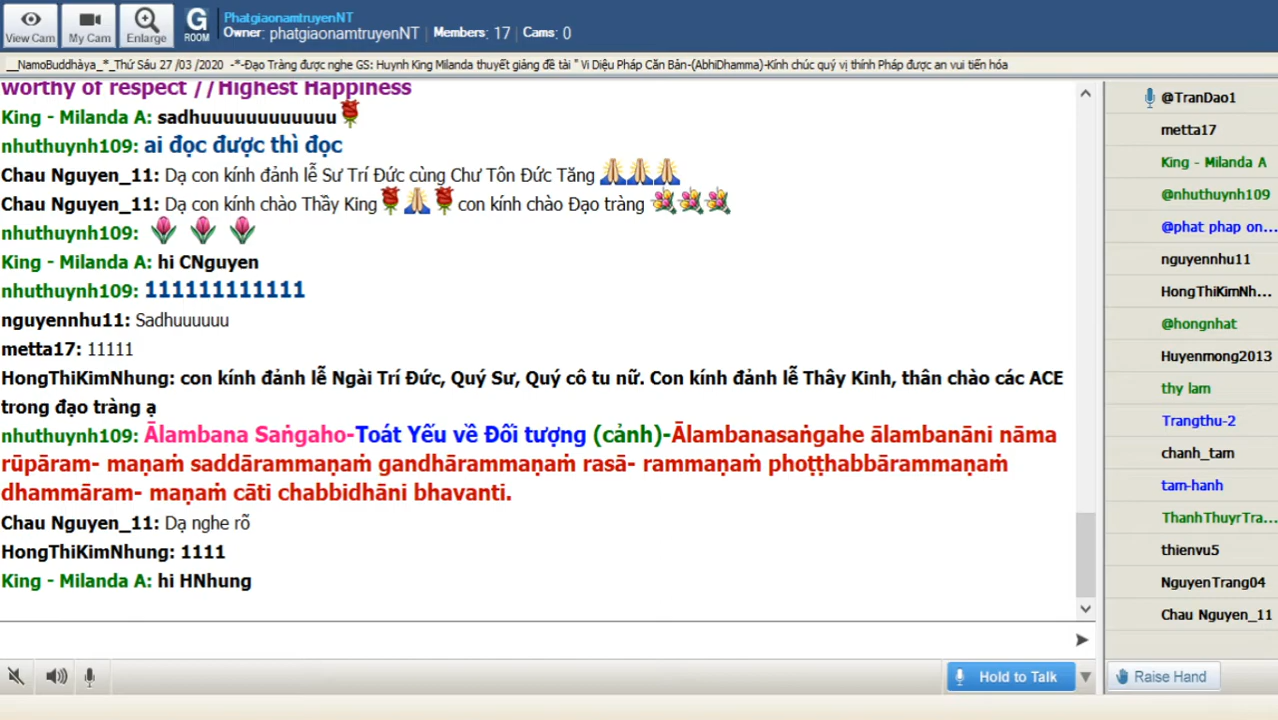 View Cam
My Cam
Enlarge
G
ROOM
PhatgiaonamtruyenNT
Owner: phatgiaonamtruyenNT | Members: 17 | Cams: 0
__NamoBuddhàya_*_Thứ Sáu 27 /03 /2020 -*-Đạo Tràng được nghe GS: Huynh King Milanda thuyết giảng đề tài " Vi Diệu Pháp Căn Bản-(AbhiDhamma)-Kính chúc quý vị thính Pháp được an vui tiến hóa
worthy of respect //Highest Happiness
King - Milanda A: sadhuuuuuuuuuuuu
nhuthuynh109: ai đọc được thì đọc
Chau Nguyen_11: Dạ con kính đảnh lễ Sư Trí Đức cùng Chư Tôn Đức Tăng
Chau Nguyen_11: Dạ con kính chào Thầy King con kính chào Đạo tràng
nhuthuynh109:
King - Milanda A: hi CNguyen
nhuthuynh109: 111111111111
nguyennhu11: Sadhuuuuuu
metta17: 11111
HongThiKimNhung: con kính đảnh lễ Ngài Trí Đức, Quý Sư, Quý cô tu nữ. Con kính đảnh lễ Thây Kinh, thân chào các ACE
trong đạo tràng ạ
nhuthuynh109: Ālambana Saṅgaho-Toát Yếu về Đối tượng (cảnh)-Ālambanasaṅgahe ālambanāni nāma
rūpāram- maṇaṁ saddārammaṇaṁ gandhārammaṇaṁ rasā- rammaṇaṁ phoṭṭhabbārammaṇaṁ
dhammāram- maṇaṁ cāti chabbidhāni bhavanti.
Chau Nguyen_11: Dạ nghe rõ
HongThiKimNhung: 1111
King - Milanda A: hi HNhung
Hold to Talk
@TranDao1
metta17
King - Milanda A
@nhuthuynh109
@phat phap on...
nguyennhu11
HongThiKimNh...
@hongnhat
Huyenmong2013
thy lam
Trangthu-2
chanh_tam
tam-hanh
ThanhThuyrTra...
thienvu5
NguyenTrang04
Chau Nguyen_11
Raise Hand